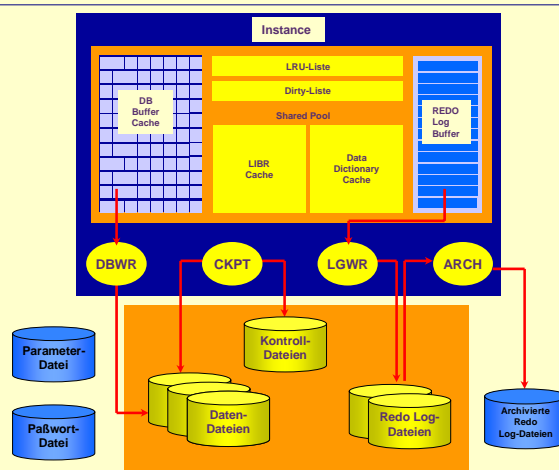 Instance
LRU-Liste
Dirty-Liste
DB
Buffer
Cache
Shared Pool
REDO
Log
Buffer
LIBR
Cache
Data
Dictionary
Cache
DBWR
CKPT
LGWR
ARCH
Kontroll-
Dateien
Parameter-
Datei
Daten-
Dateien
Redo Log-
Dateien
Paßwort-
Datei
Archivierte
Redo
Log-Dateien